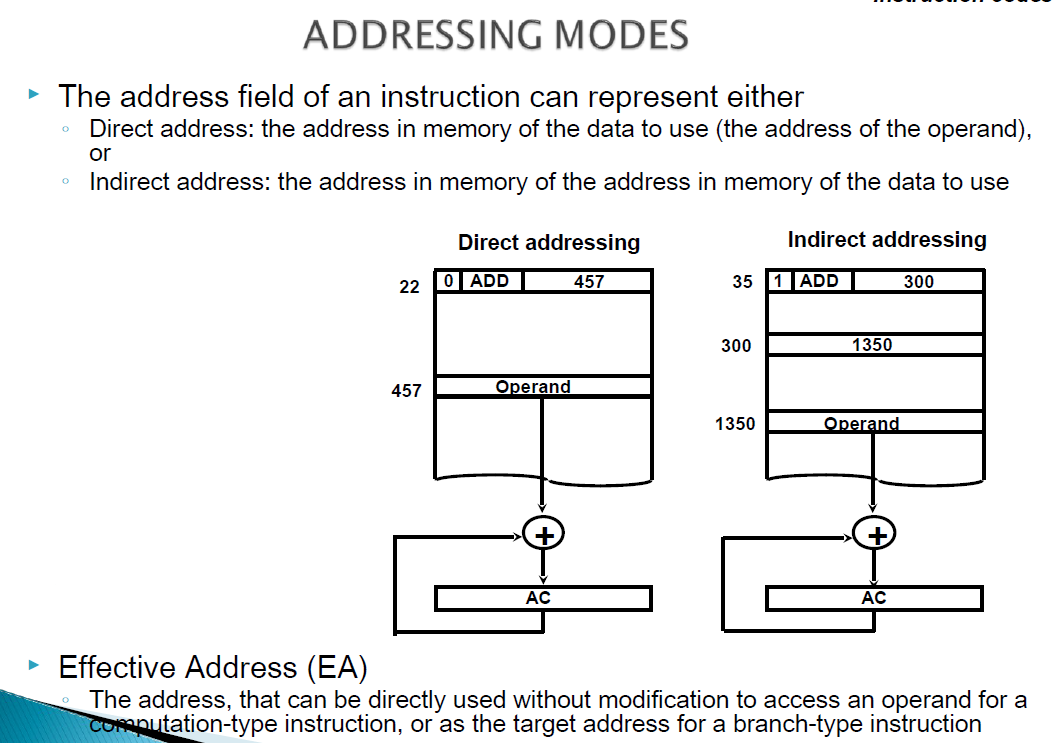 ADDRESSING MODES
The address field of an instruction can represent either
Direct address: the address in memory of the data to use (the address of the operand),
or
Indirect address: the address in memory of the address in memory of the data to use
Direct addressing
22
0 ADD 457
457
Operand
+
AC
Indirect addressing
35
1 ADD 300
300
1350
1350
Operand
+
AC
Effective Address (EA)
The address, that can be directly used without modification to access an operand for a
computation-type instruction, or as the target address for a branch-type instruction